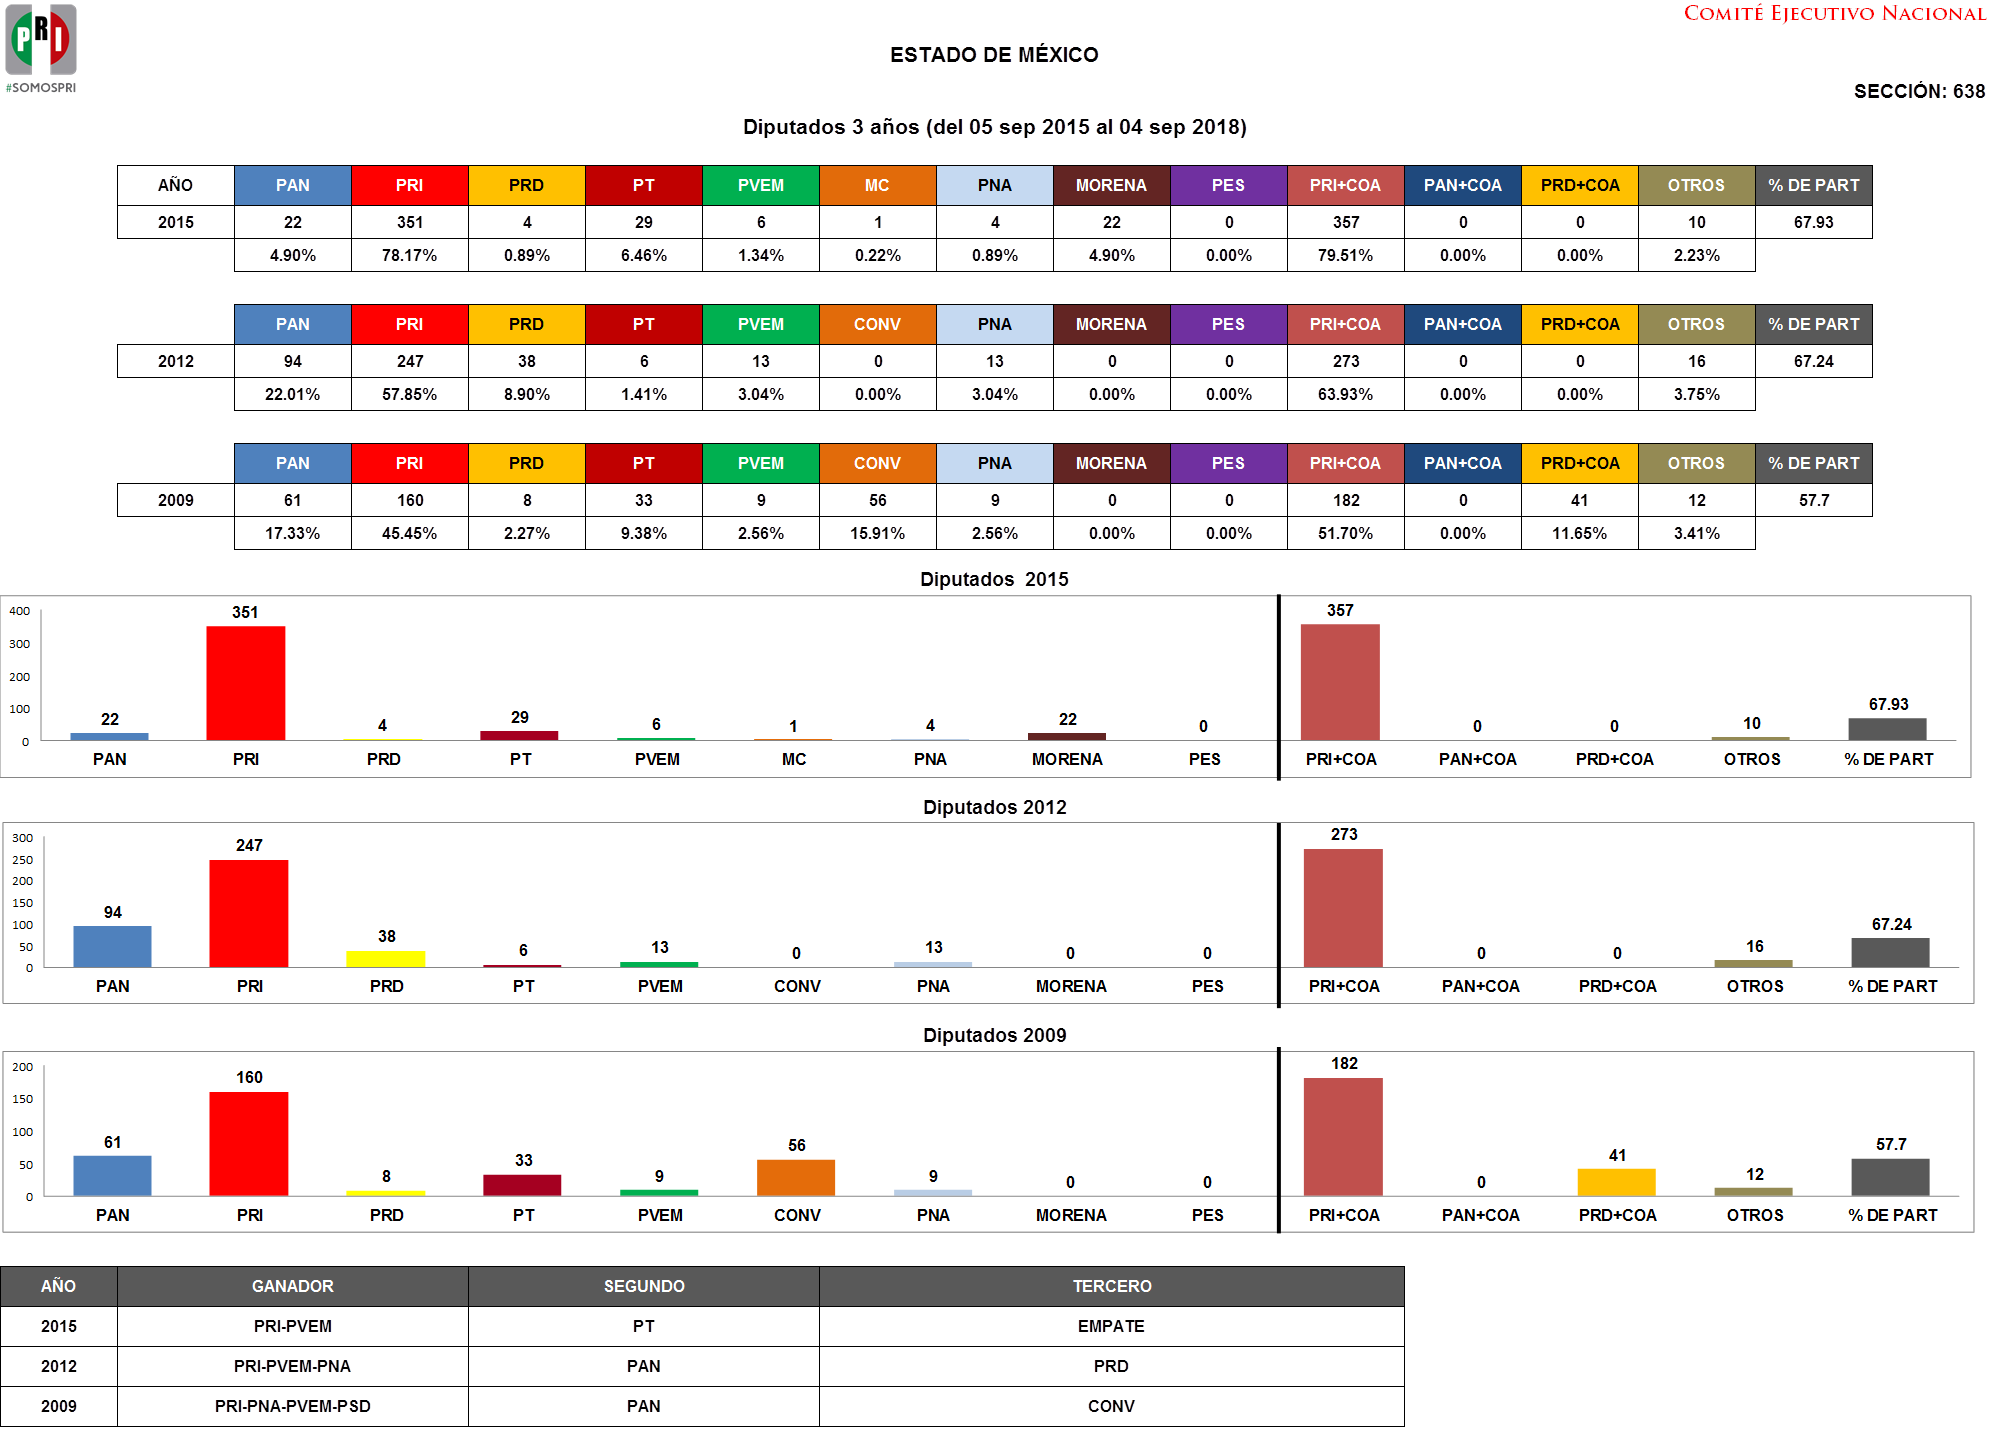 PRI
#SOMOSPRI
COMITÉ EJECUTIVO NACIONAL
ESTADO DE MÉXICO
SECCIÓN: 638
Diputados 3 años (del 05 sep 2015 al 04 sep 2018)
AÑO PAN PRI PRD PT PVEM MC PNA MORENA PES PRI+COA PAN+COA PRD+COA OTROS % DE PART
2015 22 351 4 29 6 1 4 22 0 357 0 0 10 67.93
4.90% 78.17% 0.89% 6.46% 1.34% 0.22% 0.89% 4.90% 0.00% 79.51% 0.00% 0.00% 2.23%
PAN PRI PRD PT PVEM CONV PNA MORENA PES PRI+COA PAN+COA PRD+COA OTROS % DE PART
2012 94 247 38 6 13 0 13 0 0 273 0 0 16 67.24
22.01% 57.85% 8.90% 1.41% 3.04% 0.00% 3.04% 0.00% 0.00% 63.93% 0.00% 0.00% 3.75%
PAN PRI PRD PT PVEM CONV PNA MORENA PES PRI+COA PAN+COA PRD+COA OTROS % DE PART
2009 61 160 8 33 9 56 9 0 0 182 0 41 12 57.7
17.33% 45.45% 2.27% 9.38% 2.56% 15.91% 2.56% 0.00% 0.00% 51.70% 0.00% 11.65% 3.41%
Diputados 2015
400
300
200
100
0
22 351 4 29 6 1 4 22 0 357 0 0 10 67.93
PAN PRI PRD PT PVEM MC PNA MORENA PES PRI+COA PAN+COA PRD+COA OTROS % DE PART
Diputados 2012
300
250
200
150
100
50
0
94 247 38 6 13 0 13 0 0 273 0 0 16 67.24
PAN PRI PRD PT PVEM CONV PNA MORENA PES PRI+COA PAN+COA PRD+COA OTROS % DE PART
Diputados 2009
200
150
100
50
0
61 160 8 33 9 56 9 0 0 182 0 41 12 57.7
PAN PRI PRD PT PVEM CONV PNA MORENA PES PRI+COA PAN+COA PRD+COA OTROS % DE PART
AÑO GANADOR SEGUNDO TERCERO
2015 PRI-PVEM PT EMPATE
2012 PRI-PVEM-PNA PAN PRD
2009 PRI-PNA-PVEM-PSD PAN CONV